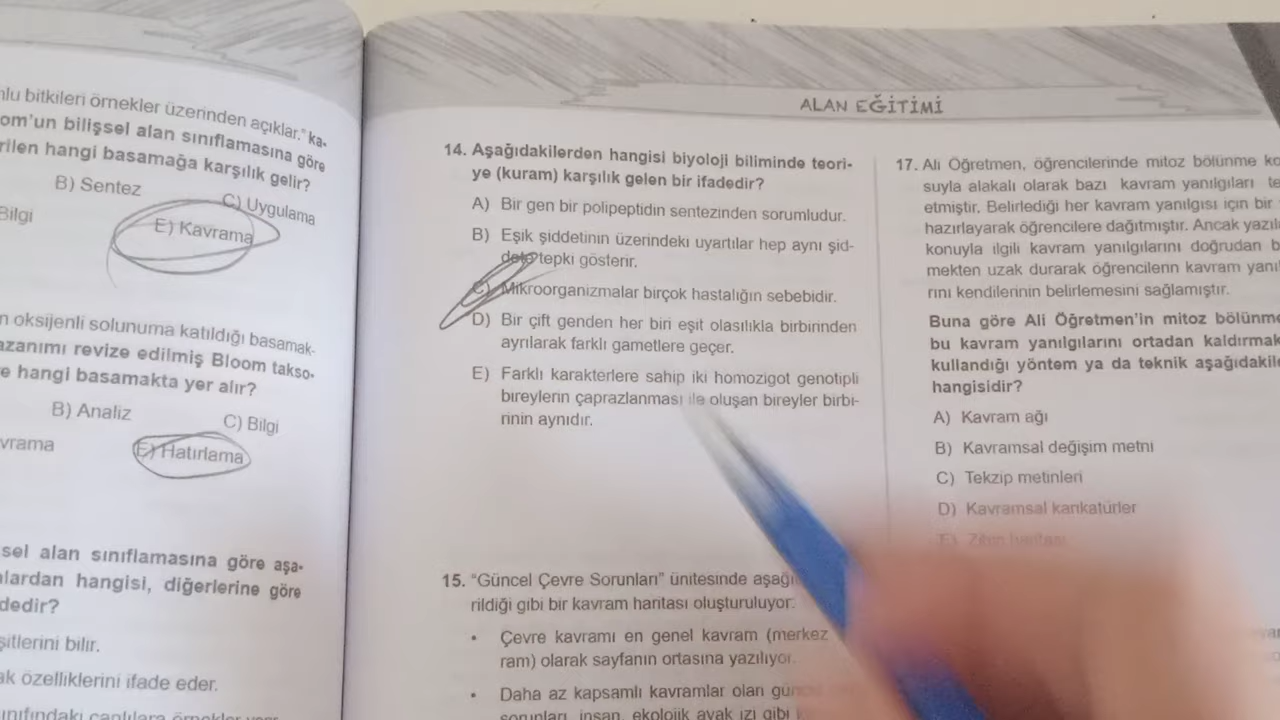 ALAN EĞİTİMİ
nlu bitkileri örnekler üzerinden açıklar." ka-
om'un bilişsel alan sınıflamasına göre
rilen hangi basamağa karşılık gelir?
B) Sentez
C) Uygulama
Bilgi
E) Kavrama
n oksijenli solunuma katıldığı basamak-
azanımı revize edilmiş Bloom takso-
e hangi basamakta yer alır?
B) Analiz
C) Bilgi
vrama
E) Hatırlama
sel alan sınıflamasına göre aşa-
lardan hangisi, diğerlerine göre
dedir?
şitlerini bilir.
ak özelliklerini ifade eder.
14. Aşağıdakilerden hangisi biyoloji biliminde teori-
ye (kuram) karşılık gelen bir ifadedir?
A) Bir gen bir polipeptidin sentezinden sorumludur.
B) Eşik şiddetinin üzerindeki uyartılar hep aynı şid-
dete tepki gösterir.
C) Mikroorganizmalar birçok hastalığın sebebidir.
D) Bir çift genden her biri eşit olasılıkla birbirinden
ayrılarak farklı gametlere geçer.
E) Farklı karakterlere sahip iki homozigot genotipli
bireylerin çaprazlanması ile oluşan bireyler birbi-
rinin aynıdır.
15. "Güncel Çevre Sorunları" ünitesinde aşağı
rildiği gibi bir kavram haritası oluşturuluyor.
• Çevre kavramı en genel kavram (merkez
ram) olarak sayfanın ortasına yazılıyor.
• Daha az kapsamlı kavramlar olan
sorunları, insan, ekolojik ayak izi gibi
17. Ali Öğretmen, öğrencilerinde mitoz bölünme ko
suyla alakalı olarak bazı kavram yanılgıları te
etmiştir. Belirlediği her kavram yanılgısı için bir
hazırlayarak öğrencilere dağıtmıştır. Ancak yazıla
konuyla ilgili kavram yanılgılarını doğrudan b
mekten uzak durarak öğrencilerin kavram yanıl
rını kendilerinin belirlemesini sağlamıştır.
Buna göre Ali Öğretmen'in mitoz bölünme
bu kavram yanılgılarını ortadan kaldırmak
kullandığı yöntem ya da teknik aşağıdakile
hangisidir?
A) Kavram ağı
B) Kavramsal değişim metni
C) Tekzip metinleri
D) Kavramsal karikatürler
E) Zihin haritası